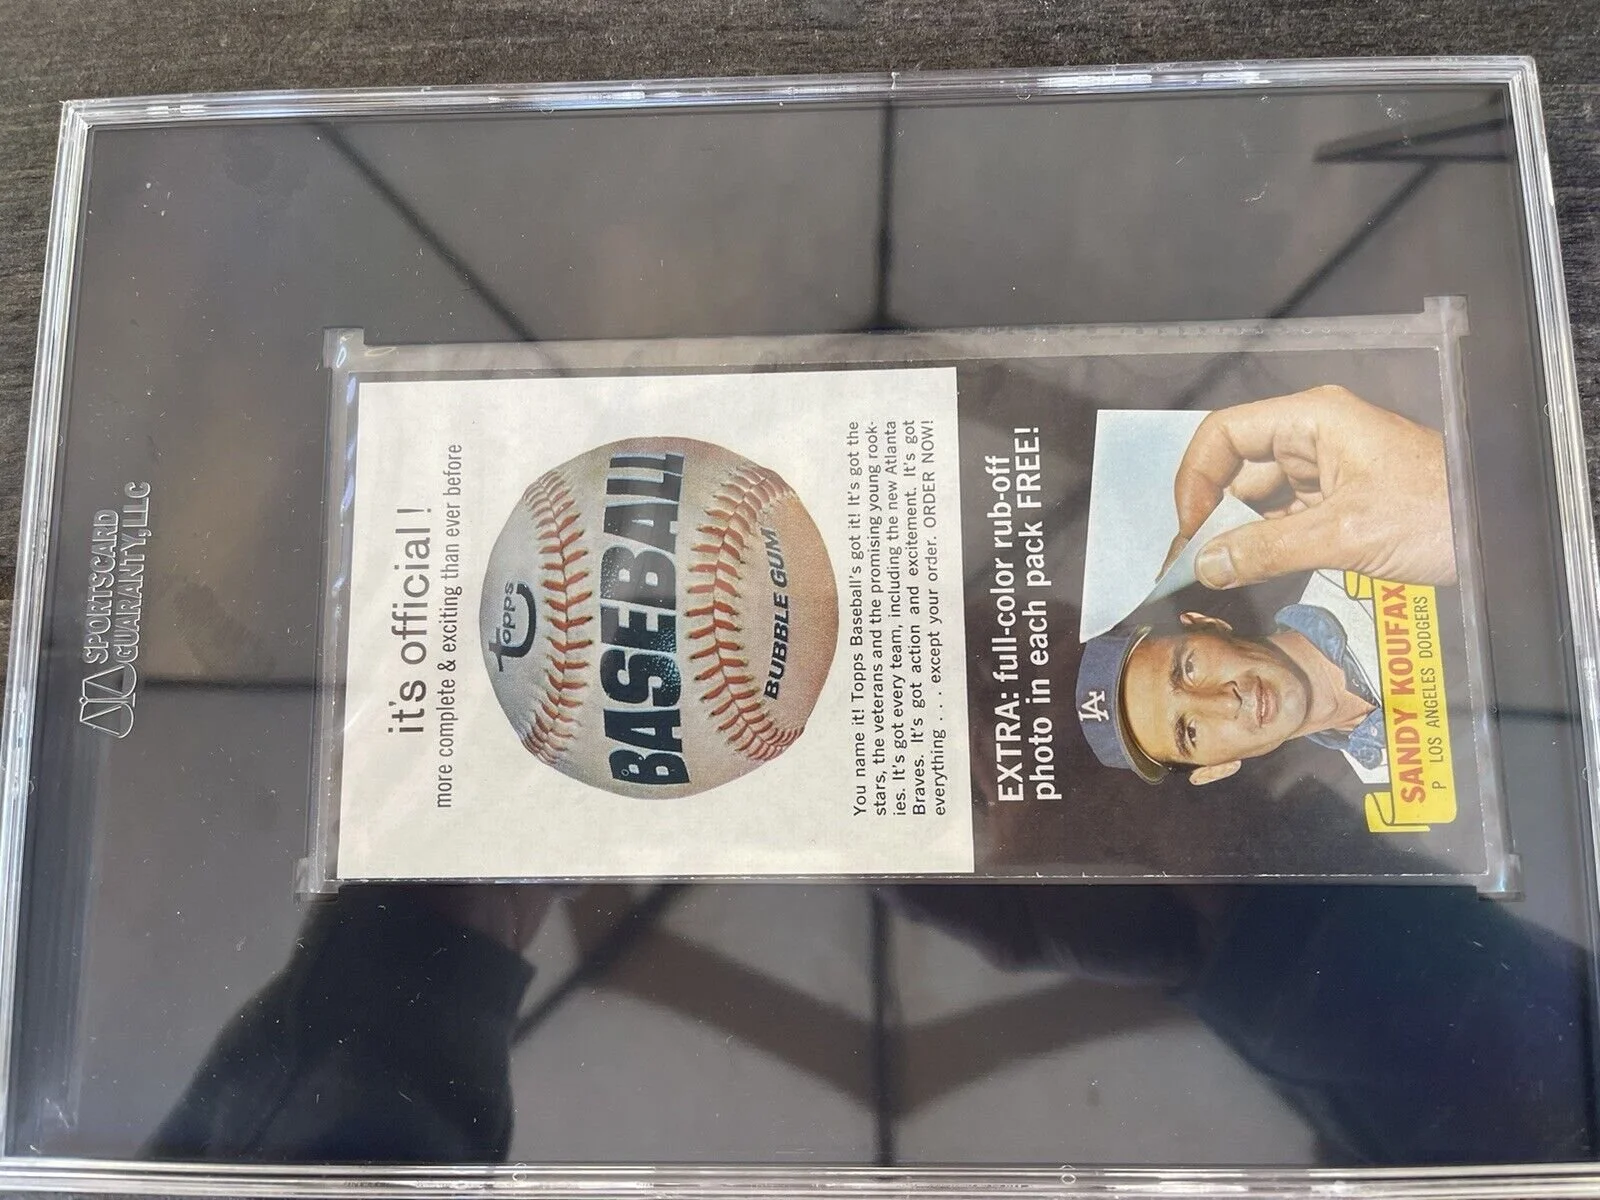 SPORTSCARD
GUARANTY, LLC
it's official!
more complete & exciting than ever before
topps
BASEBALL
BUBBLE GUM
You name it! Topps Baseball's got it! It's got the
stars, the veterans and the promising young rook-
ies. It's got every team, including the new Atlanta
Braves. It's got action and excitement. It's got
everything . . . except your order. ORDER NOW!
EXTRA: full-color rub-off
photo in each pack FREE!
LA
SANDY KOUFAX
P LOS ANGELES DODGERS